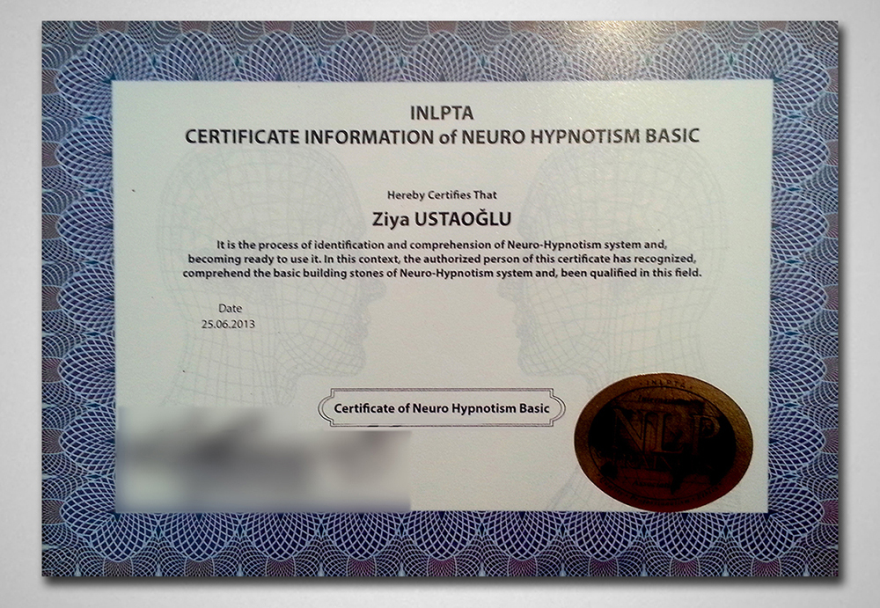 INLPTA
CERTIFICATE INFORMATION of NEURO HYPNOTISM BASIC
Hereby Certifies That
Ziya USTAOĞLU
It is the process of identification and comprehension of Neuro-Hypnotism system and,
becoming ready to use it. In this context, the authorized person of this certificate has recognized,
comprehend the basic building stones of Neuro-Hypnotism system and, been qualified in this field.
Date
25.06.2013
Certificate of Neuro Hypnotism Basic
INLPTA
NLP